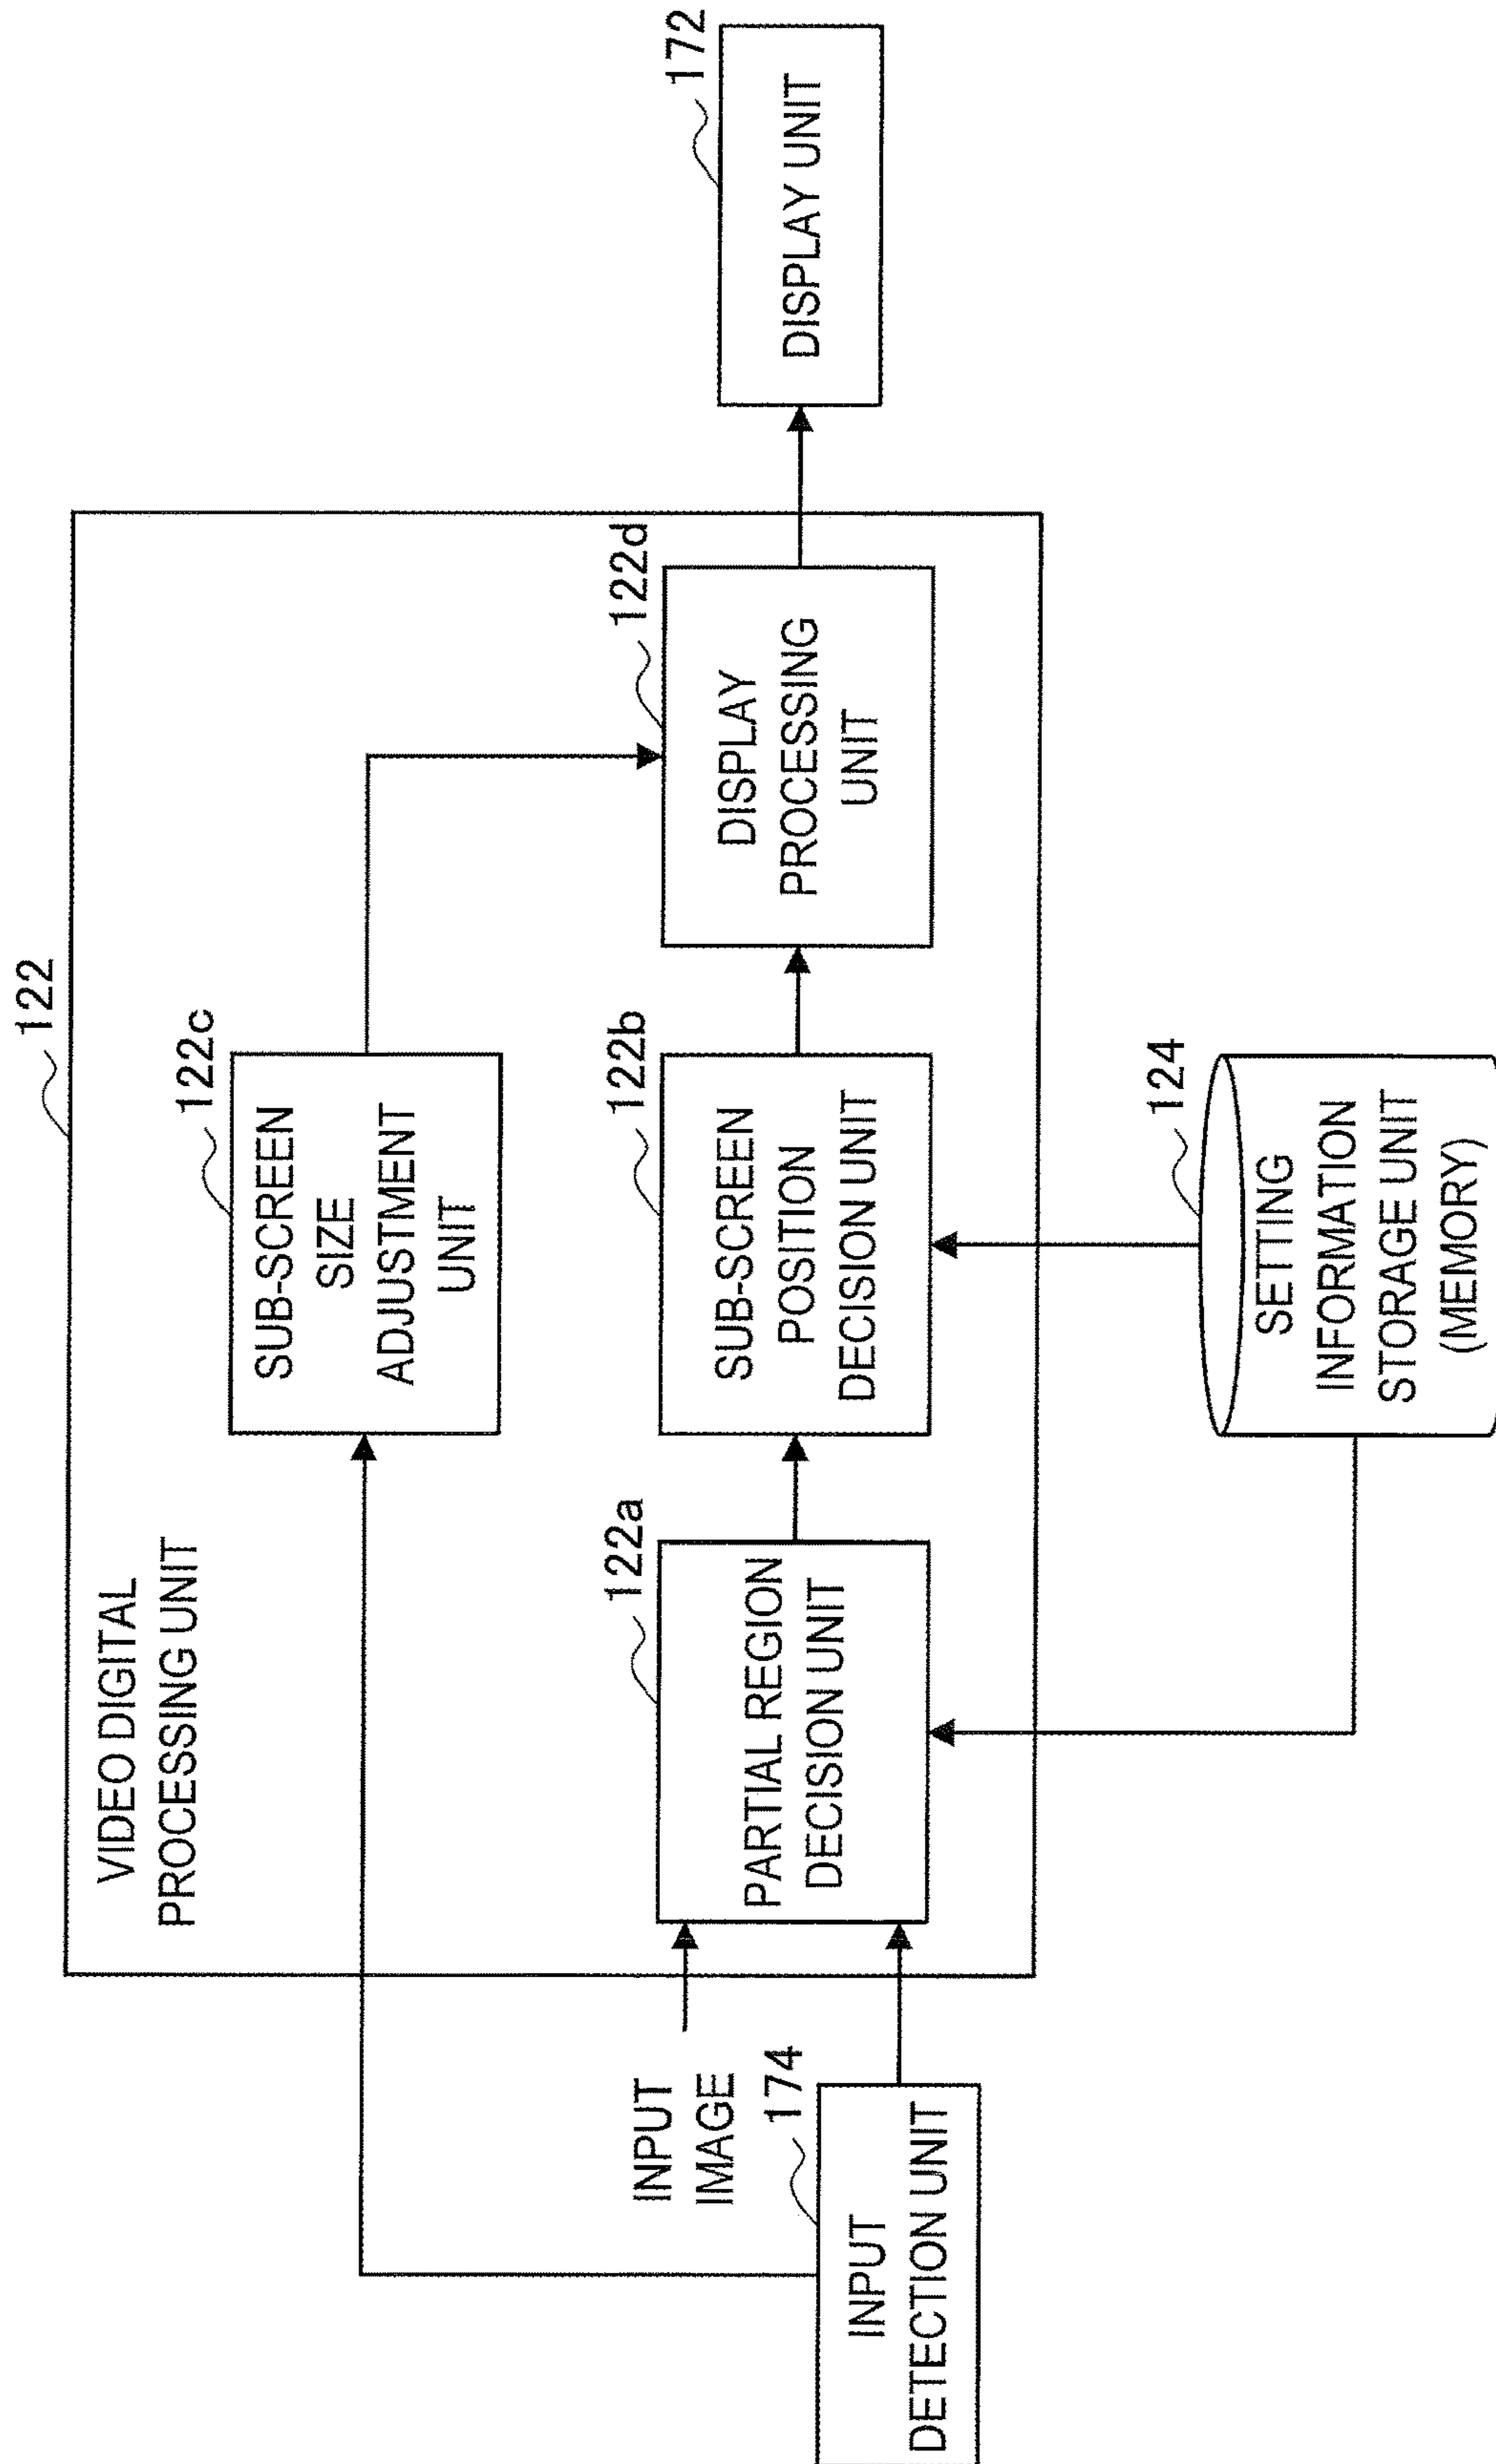 122
VIDEO DIGITAL
PROCESSING UNIT
122c
SUB-SCREEN
SIZE
ADJUSTMENT
UNIT
INPUT
IMAGE
122a
PARTIAL REGION
DECISION UNIT
122b
SUB-SCREEN
POSITION
DECISION UNIT
122d
DISPLAY
PROCESSING
UNIT
172
DISPLAY UNIT
174
INPUT
DETECTION UNIT
124
SETTING
INFORMATION
STORAGE UNIT
(MEMORY)